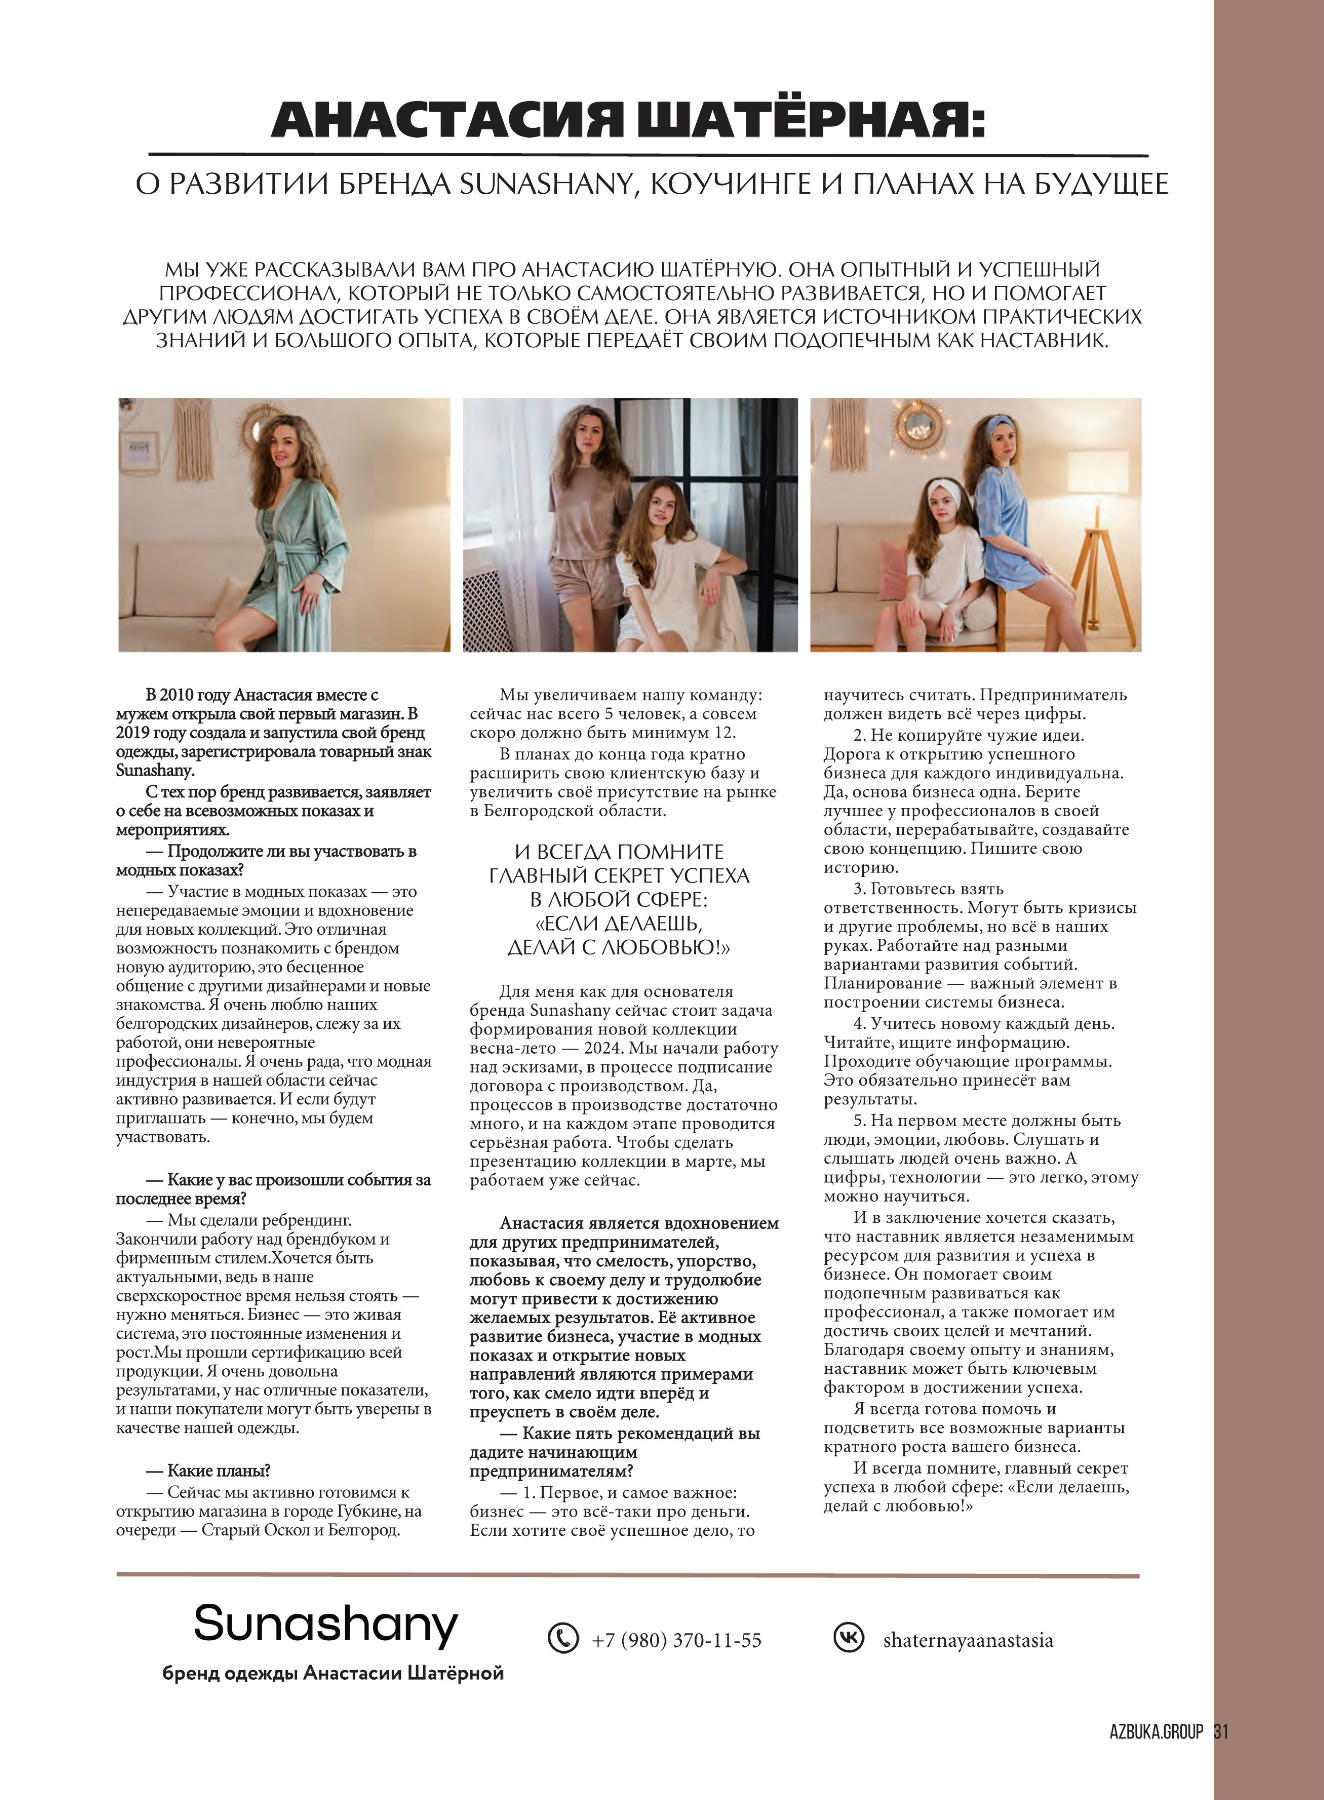 АНАСТАСИЯ ШАТЁРНАЯ:
О РАЗВИТИИ БРЕНДА SUNASHANY, КОУЧИНГЕ И ПЛАНАХ НА БУДУЩЕЕ
МЫ УЖЕ РАССКАЗЫВАЛИ ВАМ ПРО АНАСТАСИЮ ШАТЁРНУЮ. ОНА ОПЫТНЫЙ И УСПЕШНЫЙ
ПРОФЕССИОНАЛ, КОТОРЫЙ НЕ ТОЛЬКО САМОСТОЯТЕЛЬНО РАЗВИВАЕТСЯ, НО И ПОМОГАЕТ
ДРУГИМ ЛЮДЯМ ДОСТИГАТЬ УСПЕХА В СВОЁМ ДЕЛЕ. ОНА ЯВЛЯЕТСЯ ИСТОЧНИКОМ ПРАКТИЧЕСКИХ
ЗНАНИЙ И БОЛЬШОГО ОПЫТА, КОТОРЫЕ ПЕРЕДАЁТ СВОИМ ПОДОПЕЧНЫМ КАК НАСТАВНИК.
В 2010 году Анастасия вместе с
мужем открыла свой первый магазин. В
2019 году создала и запустила свой бренд
одежды, зарегистрировала товарный знак
Sunashany.
С тех пор бренд развивается, заявляет
о себе на всевозможных показах и
мероприятиях.
— Продолжите ли вы участвовать в
модных показах?
— Участие в модных показах — это
непередаваемые эмоции и вдохновение
для новых коллекций. Это отличная
возможность познакомить с брендом
новую аудиторию, это бесценное
общение с другими дизайнерами и новые
знакомства. Я очень люблю наших
белгородских дизайнеров, слежу за их
работой, они невероятные
профессионалы. Я очень рада, что модная
индустрия в нашей области сейчас
активно развивается. И если будут
приглашать — конечно, мы будем
участвовать.
— Какие у вас произошли события за
последнее время?
— Мы сделали ребрендинг.
Закончили работу над брендбуком и
фирменным стилем.Хочется быть
актуальными, ведь в наше
сверхскоростное время нельзя стоять —
нужно меняться. Бизнес — это живая
система, это постоянные изменения и
рост.Мы прошли сертификацию всей
продукции. Я очень довольна
результатами, у нас отличные показатели,
и наши покупатели могут быть уверены в
качестве нашей одежды.
— Какие планы?
— Сейчас мы активно готовимся к
открытию магазина в городе Губкине, на
очереди — Старый Оскол и Белгород.
Мы увеличиваем нашу команду:
сейчас нас всего 5 человек, а совсем
скоро должно быть минимум 12.
В планах до конца года кратно
расширить свою клиентскую базу и
увеличить своё присутствие на рынке
в Белгородской области.
И ВСЕГДА ПОМНИТЕ
ГЛАВНЫЙ СЕКРЕТ УСПЕХА
В ЛЮБОЙ СФЕРЕ:
«ЕСЛИ ДЕЛАЕШЬ,
ДЕЛАЙ С ЛЮБОВЬЮ!»
Для меня как для основателя
бренда Sunashany сейчас стоит задача
формирования новой коллекции
весна-лето — 2024. Мы начали работу
над эскизами, в процессе подписание
договора с производством. Да,
процессов в производстве достаточно
много, и на каждом этапе проводится
серьёзная работа. Чтобы сделать
презентацию коллекции в марте, мы
работаем уже сейчас.
Анастасия является вдохновением
для других предпринимателей,
показывая, что смелость, упорство,
любовь к своему делу и трудолюбие
могут привести к достижению
желаемых результатов. Её активное
развитие бизнеса, участие в модных
показах и открытие новых
направлений являются примерами
того, как смело идти вперёд и
преуспеть в своём деле.
— Какие пять рекомендаций вы
дадите начинающим
предпринимателям?
— 1. Первое, и самое важное:
бизнес — это всё-таки про деньги.
Если хотите своё успешное дело, то
научитесь считать. Предприниматель
должен видеть всё через цифры.
2. Не копируйте чужие идеи.
Дорога к открытию успешного
бизнеса для каждого индивидуальна.
Да, основа бизнеса одна. Берите
лучшее у профессионалов в своей
области, перерабатывайте, создавайте
свою концепцию. Пишите свою
историю.
3. Готовьтесь взять
ответственность. Могут быть кризисы
и другие проблемы, но всё в наших
руках. Работайте над разными
вариантами развития событий.
Планирование — важный элемент в
построении системы бизнеса.
4. Учитесь новому каждый день.
Читайте, ищите информацию.
Проходите обучающие программы.
Это обязательно принесёт вам
результаты.
5. На первом месте должны быть
люди, эмоции, любовь. Слушать и
слышать людей очень важно. А
цифры, технологии — это легко, этому
можно научиться.
И в заключение хочется сказать,
что наставник является незаменимым
ресурсом для развития и успеха в
бизнесе. Он помогает своим
подопечным развиваться как
профессионал, а также помогает им
достичь своих целей и мечтаний.
Благодаря своему опыту и знаниям,
наставник может быть ключевым
фактором в достижении успеха.
Я всегда готова помочь и
подсветить все возможные варианты
кратного роста вашего бизнеса.
И всегда помните, главный секрет
успеха в любой сфере: «Если делаешь,
делай с любовью!»
Sunashany
бренд одежды Анастасии Шатёрной
+7 (980) 370-11-55
shaternayaanastasia
AZBUKA.GROUP 31